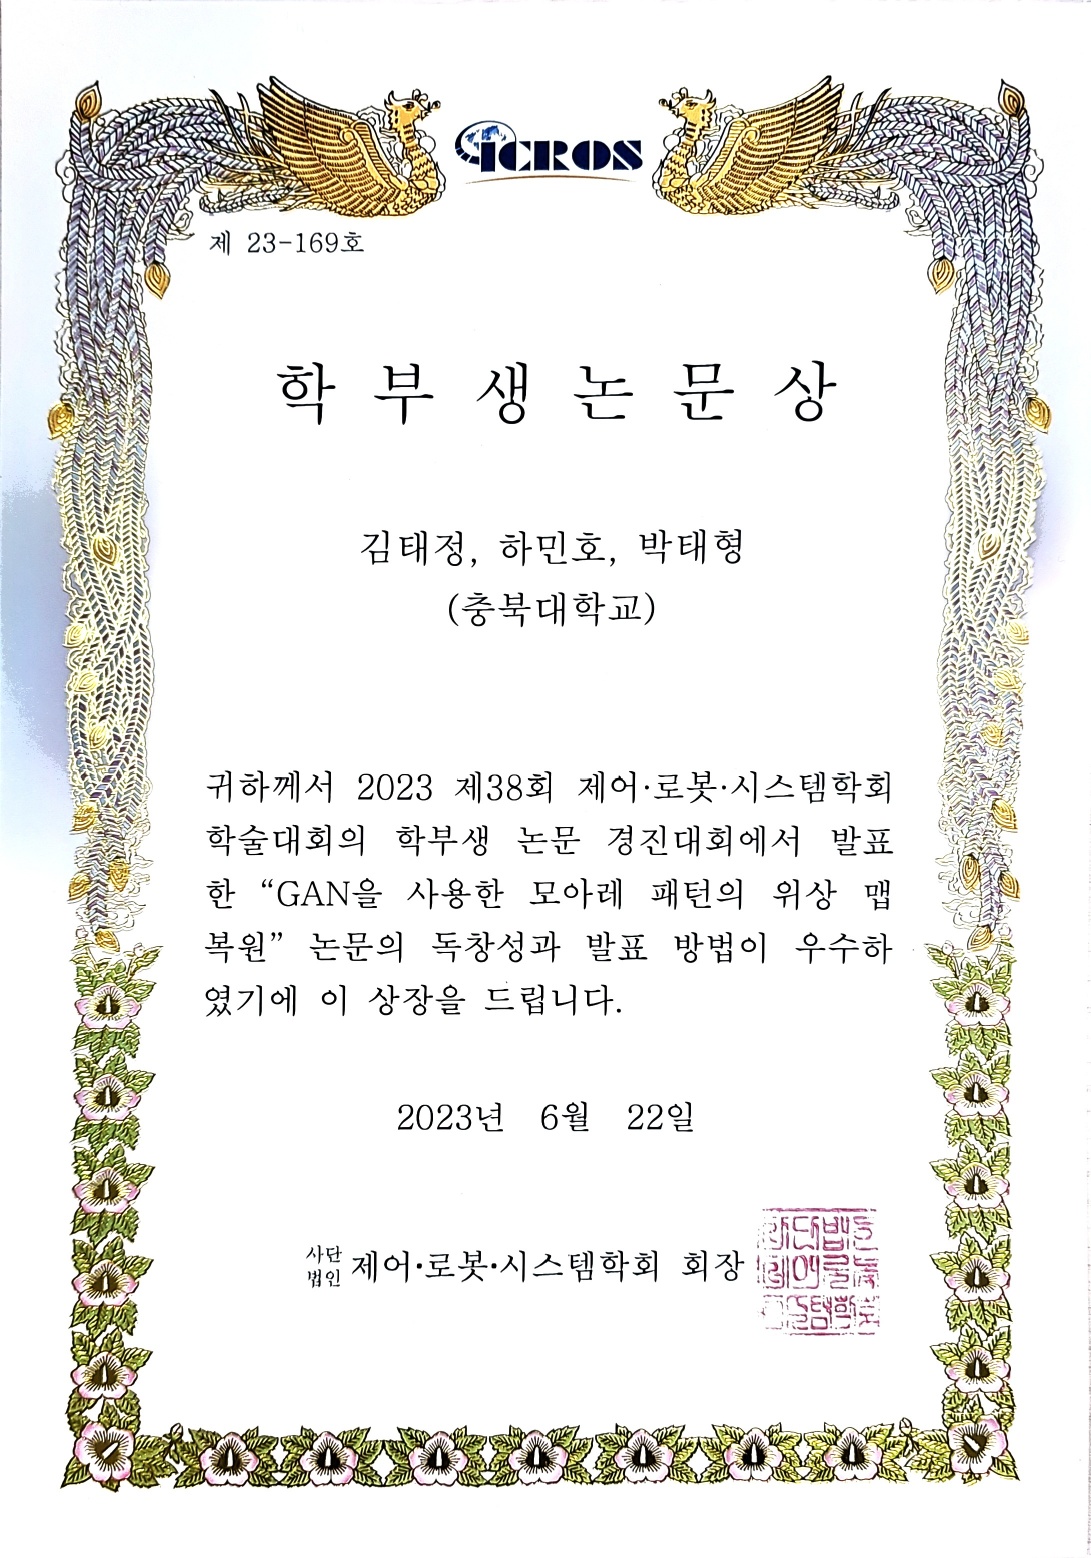 ICROS
제 23-169호
학부생논문상
김태정, 하민호, 박태형
(충북대학교)
귀하께서 2023 제38회 제어·로봇·시스템학회
학술대회의 학부생 논문 경진대회에서 발표
한 “GAN을 사용한 모아레 패턴의 위상 맵
복원” 논문의 독창성과 발표 방법이 우수하
였기에 이 상장을 드립니다.
2023년 6월 22일
사단
법인 제어·로봇·시스템학회 회장